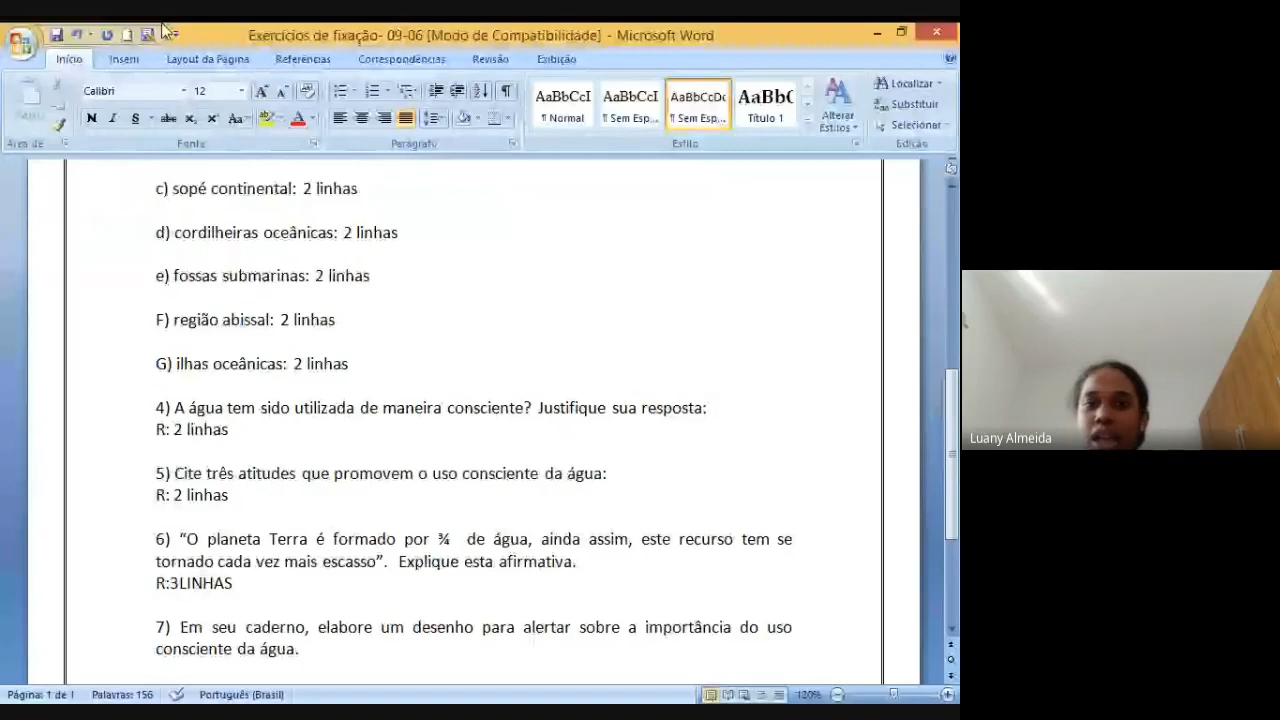 Exercícios de fixação- 09-06 [Modo de Compatibilidade] - Microsoft Word
Início Inserir Layout da Página Referências Correspondências Revisão Exibição
Calibri 12
AaBbCcI AaBbCcI AaBbCcDc AaBbC
¶ Normal ¶ Sem Esp... ¶ Sem Esp... Título 1
Alterar
Estilos
Localizar
Substituir
Selecionar
Área de Fonte Parágrafo Estilo Edição
c) sopé continental: 2 linhas
d) cordilheiras oceânicas: 2 linhas
e) fossas submarinas: 2 linhas
F) região abissal: 2 linhas
G) ilhas oceânicas: 2 linhas
4) A água tem sido utilizada de maneira consciente? Justifique sua resposta:
R: 2 linhas
5) Cite três atitudes que promovem o uso consciente da água:
R: 2 linhas
6) “O planeta Terra é formado por ¾ de água, ainda assim, este recurso tem se
tornado cada vez mais escasso”. Explique esta afirmativa.
R:3LINHAS
7) Em seu caderno, elabore um desenho para alertar sobre a importância do uso
consciente da água.
Página: 1 de 1 Palavras: 156 Português (Brasil) 120%
Luany Almeida